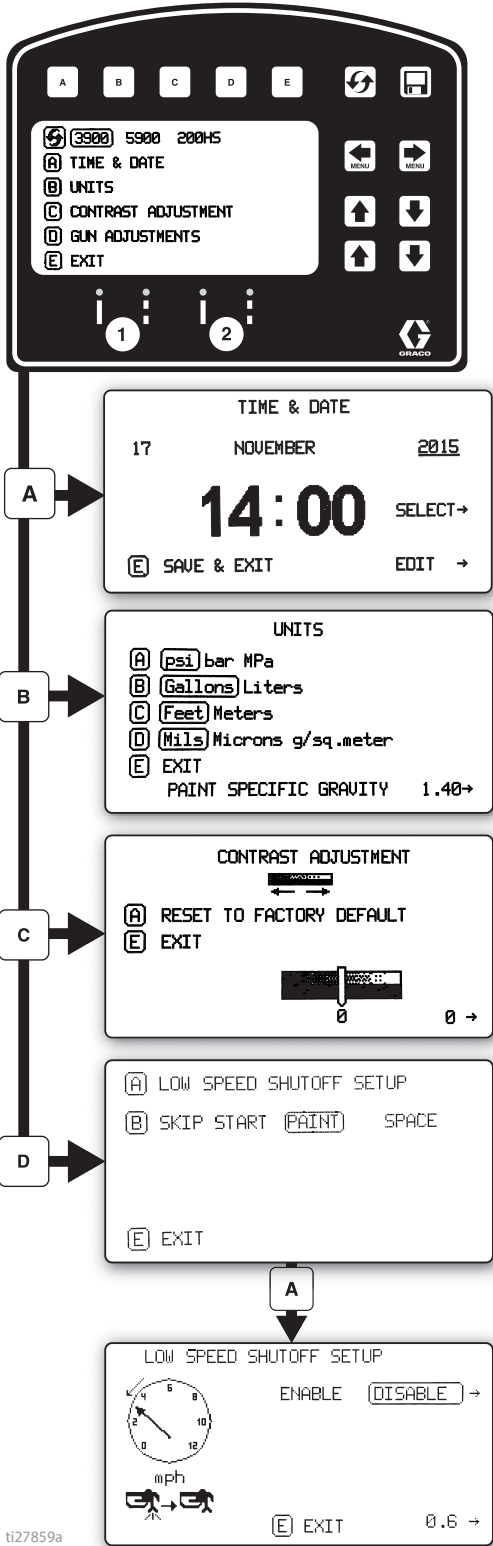 A B C D E
3900 5900 200HS
A TIME & DATE
B UNITS
C CONTRAST ADJUSTMENT
D GUN ADJUSTMENTS
E EXIT
MENU MENU
1 2
GRACO
A
TIME & DATE
17 NOVEMBER 2015
14:00 SELECT→
E SAVE & EXIT EDIT →
B
UNITS
A psi bar MPa
B Gallons Liters
C Feet Meters
D Mils Microns g/sq.meter
E EXIT
PAINT SPECIFIC GRAVITY 1.40→
C
CONTRAST ADJUSTMENT
A RESET TO FACTORY DEFAULT
E EXIT
0 0 →
D
A LOW SPEED SHUTOFF SETUP
B SKIP START PAINT SPACE
E EXIT
A
LOW SPEED SHUTOFF SETUP
ENABLE DISABLE →
0 2 4 6 8 10 12
mph
E EXIT 0.6 →
ti27859a